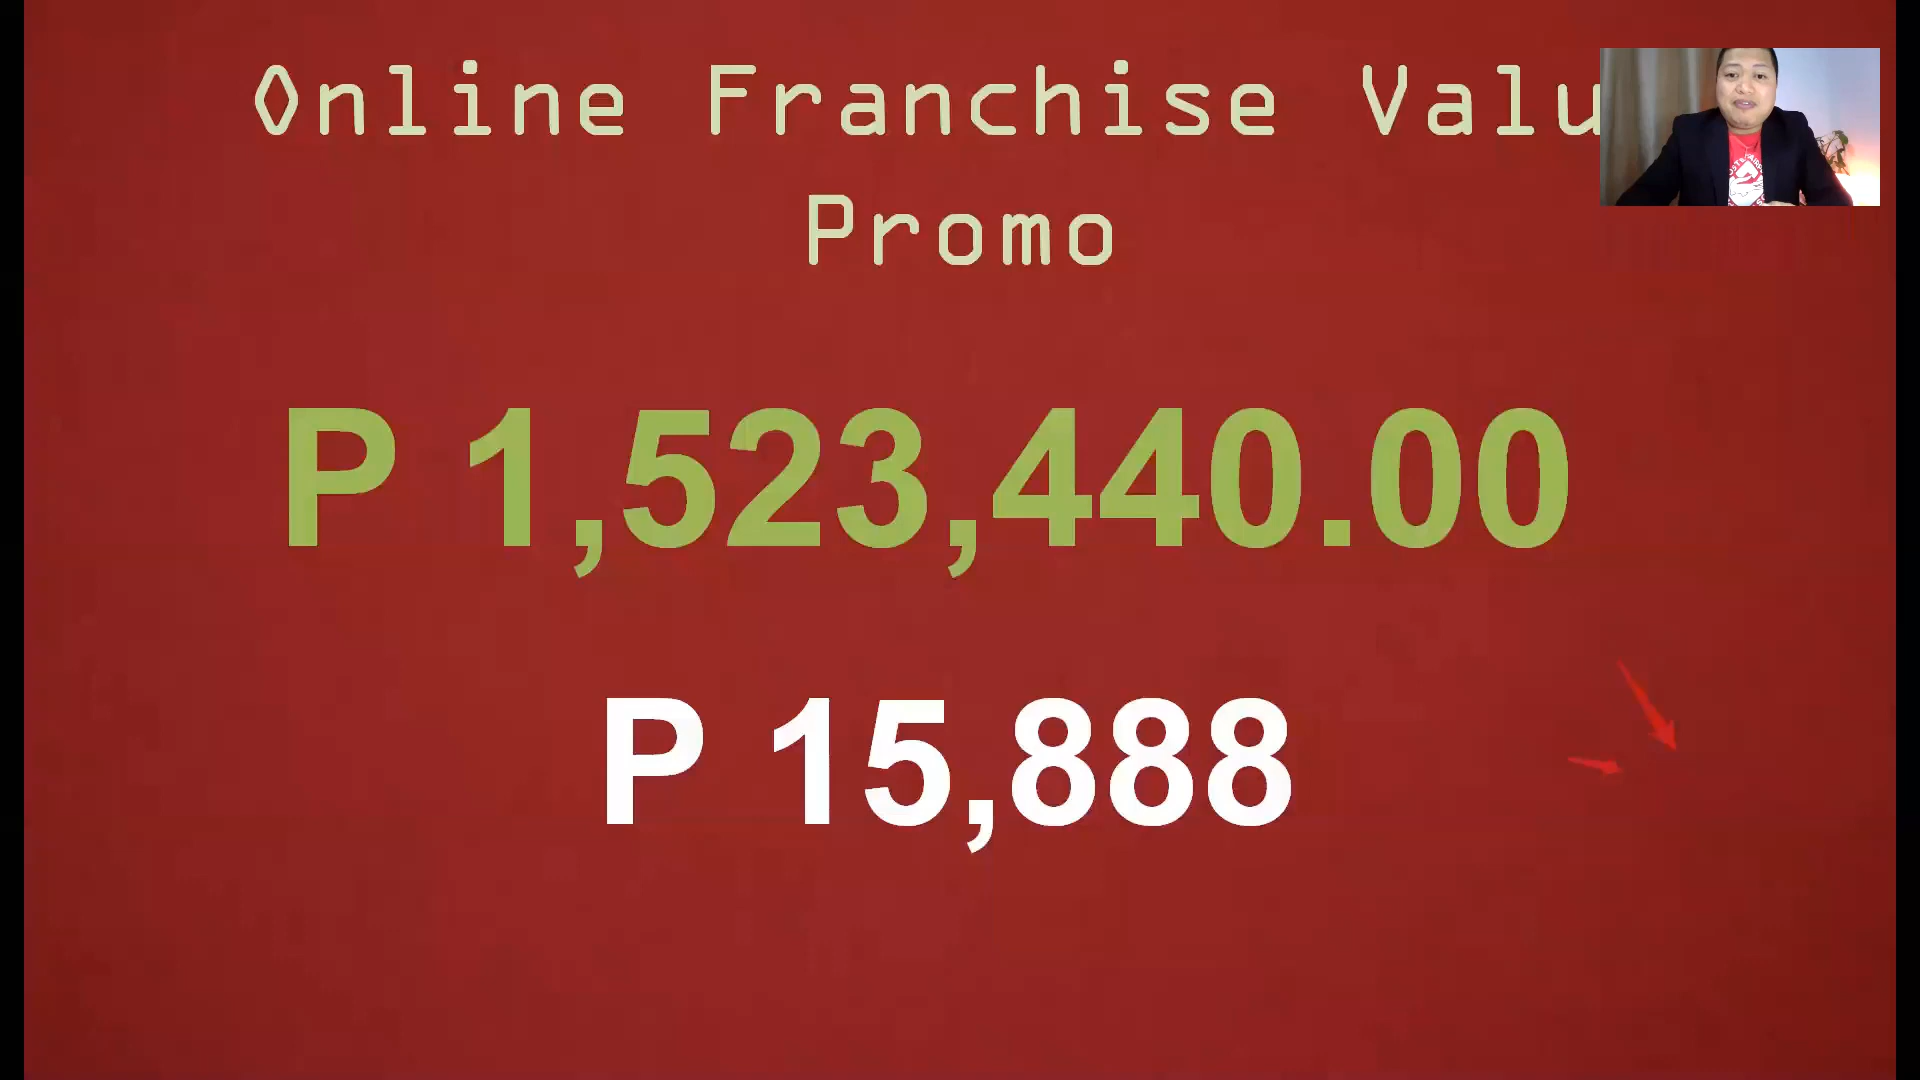 Online Franchise Valu
Promo
P 1,523,440.00
P 15,888